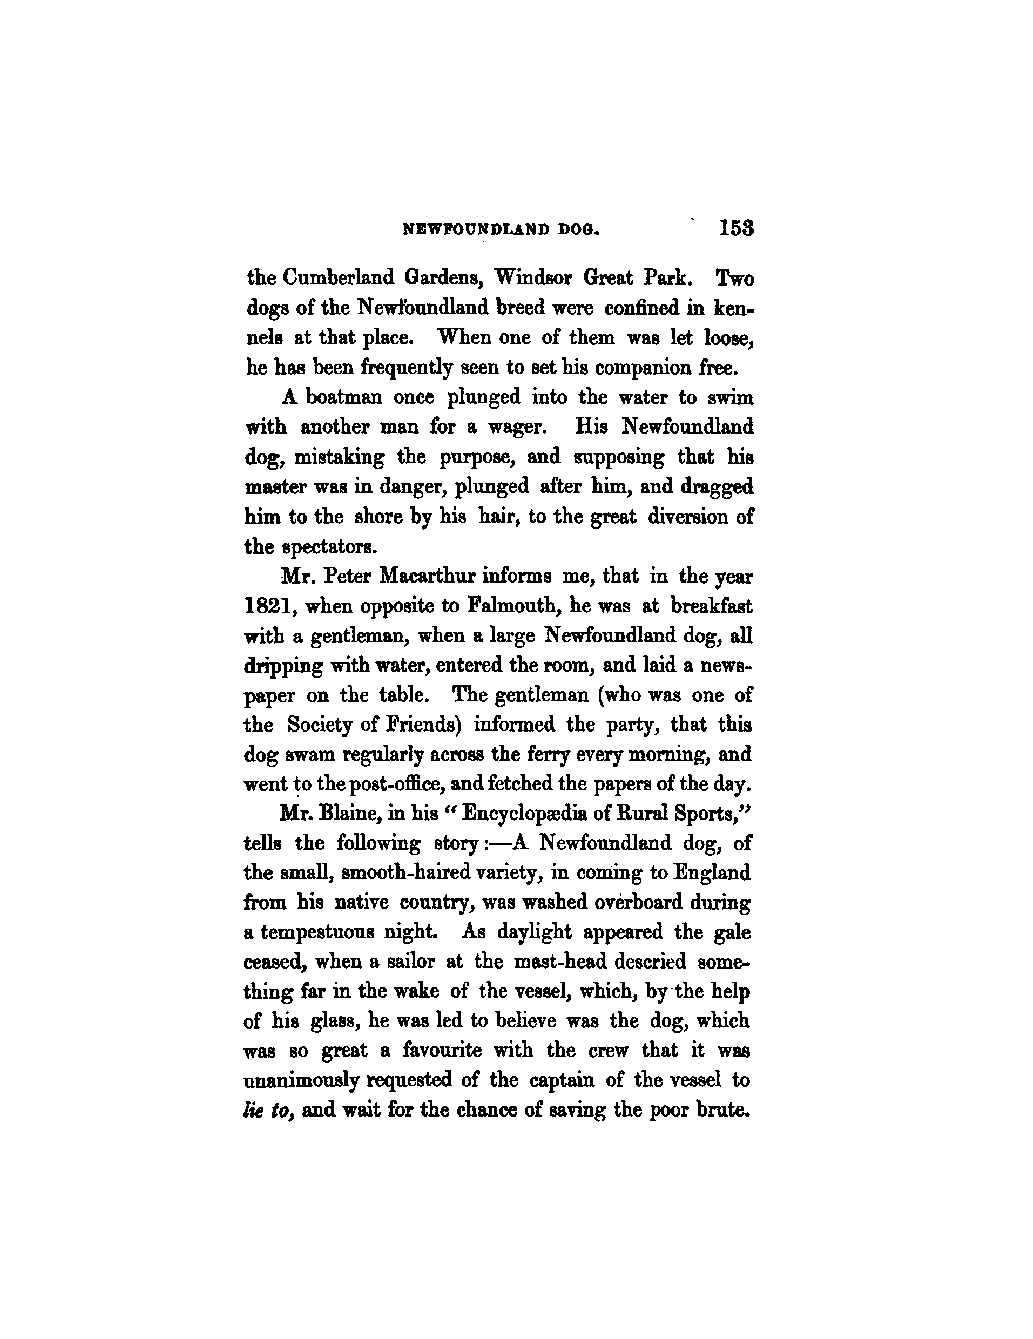 NEWFOUNDLAND DOG. 153
the Cumberland Gardens, Windsor Great Park. Two
dogs of the Newfoundland breed were confined in ken-
nels at that place. When one of them was let loose,
he has been frequently seen to set his companion free.
A boatman once plunged into the water to swim
with another man for a wager. His Newfoundland
dog, mistaking the purpose, and supposing that his
master was in danger, plunged after him, and dragged
him to the shore by his hair, to the great diversion of
the spectators.
Mr. Peter Macarthur informs me, that in the year
1821, when opposite to Falmouth, he was at breakfast
with a gentleman, when a large Newfoundland dog, all
dripping with water, entered the room, and laid a news-
paper on the table. The gentleman (who was one of
the Society of Friends) informed the party, that this
dog swam regularly across the ferry every morning, and
went to the post-office, and fetched the papers of the day.
Mr. Blaine, in his “ Encyclopædia of Rural Sports,”
tells the following story :—A Newfoundland dog, of
the small, smooth-haired variety, in coming to England
from his native country, was washed overboard during
a tempestuous night. As daylight appeared the gale
ceased, when a sailor at the mast-head descried some-
thing far in the wake of the vessel, which, by the help
of his glass, he was led to believe was the dog, which
was so great a favourite with the crew that it was
unanimously requested of the captain of the vessel to
lie to, and wait for the chance of saving the poor brute.